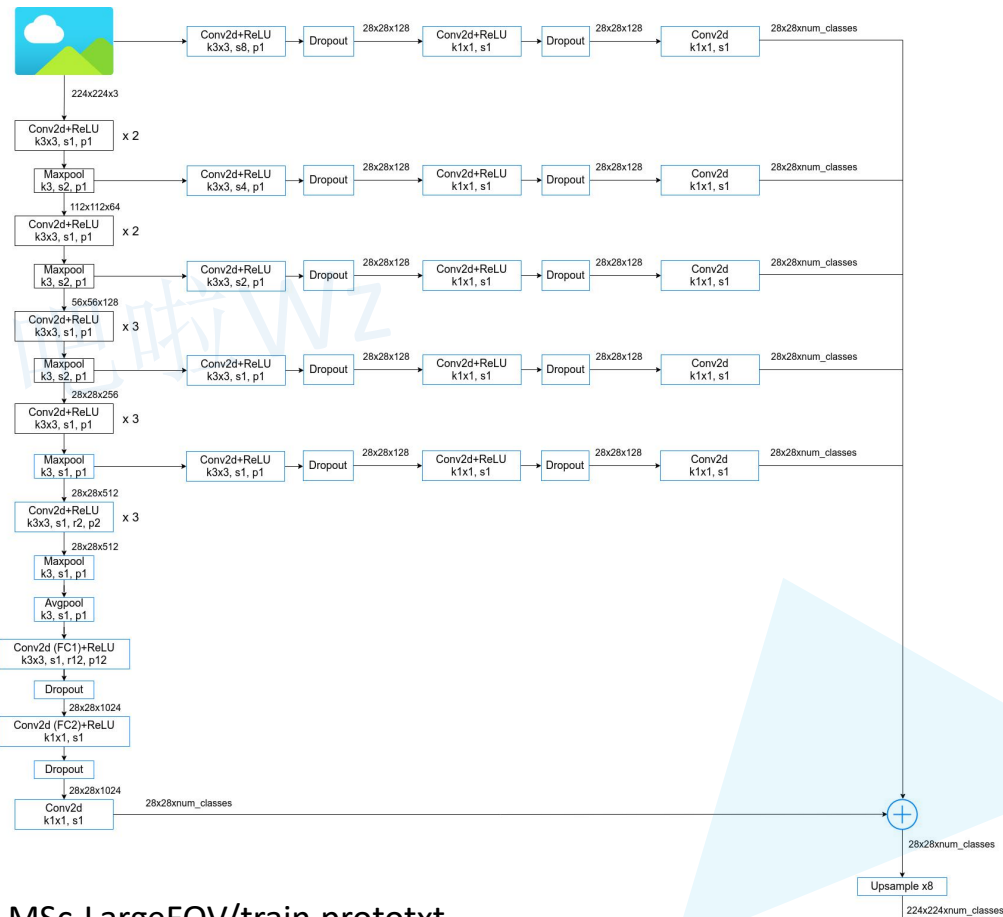 Conv2d+ReLU
k3x3, s8, p1
Dropout
28x28x128
Conv2d+ReLU
k1x1, s1
Dropout
28x28x128
Conv2d
k1x1, s1
28x28xnum_classes
224x224x3
Conv2d+ReLU
k3x3, s1, p1
x 2
Maxpool
k3, s2, p1
Conv2d+ReLU
k3x3, s4, p1
Dropout
28x28x128
Conv2d+ReLU
k1x1, s1
Dropout
28x28x128
Conv2d
k1x1, s1
28x28xnum_classes
112x112x64
Conv2d+ReLU
k3x3, s1, p1
x 2
Maxpool
k3, s2, p1
Conv2d+ReLU
k3x3, s2, p1
Dropout
28x28x128
Conv2d+ReLU
k1x1, s1
Dropout
28x28x128
Conv2d
k1x1, s1
28x28xnum_classes
56x56x128
Conv2d+ReLU
k3x3, s1, p1
x 3
吧啦Wz
Maxpool
k3, s2, p1
Conv2d+ReLU
k3x3, s1, p1
Dropout
28x28x128
Conv2d+ReLU
k1x1, s1
Dropout
28x28x128
Conv2d
k1x1, s1
28x28xnum_classes
28x28x256
Conv2d+ReLU
k3x3, s1, p1
x 3
Maxpool
k3, s1, p1
Conv2d+ReLU
k3x3, s1, p1
Dropout
28x28x128
Conv2d+ReLU
k1x1, s1
Dropout
28x28x128
Conv2d
k1x1, s1
28x28xnum_classes
28x28x512
Conv2d+ReLU
k3x3, s1, r2, p2
x 3
28x28x512
Maxpool
k3, s1, p1
Avgpool
k3, s1, p1
Conv2d (FC1)+ReLU
k3x3, s1, r12, p12
Dropout
28x28x1024
Conv2d (FC2)+ReLU
k1x1, s1
Dropout
28x28x1024
Conv2d
k1x1, s1
28x28xnum_classes
28x28xnum_classes
Upsample x8
224x224xnum_classes
MSc-LargeFOV/train.prototxt